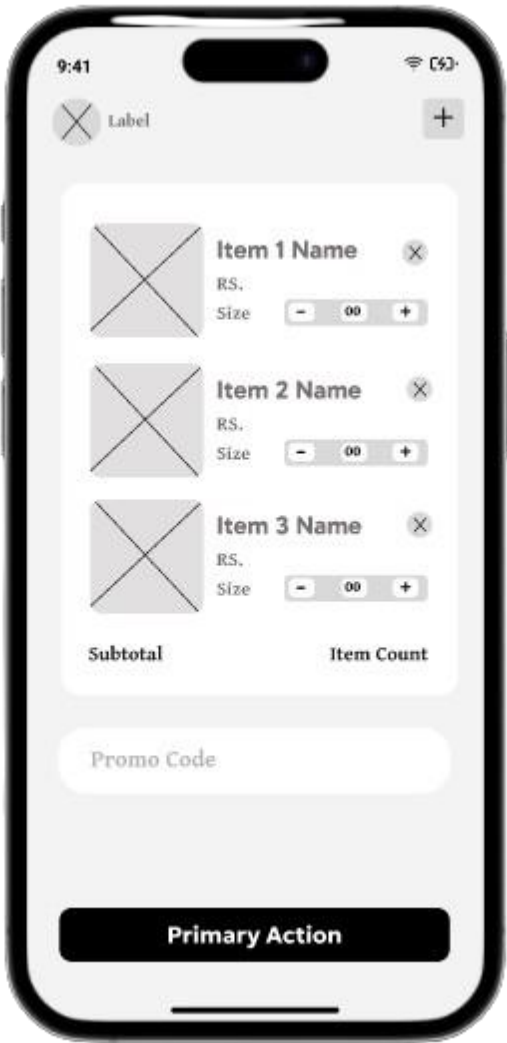 9:41
Label +
Item 1 Name
RS.
Size - 00 +
Item 2 Name
RS.
Size - 00 +
Item 3 Name
RS.
Size - 00 +
Subtotal Item Count
Promo Code
Primary Action